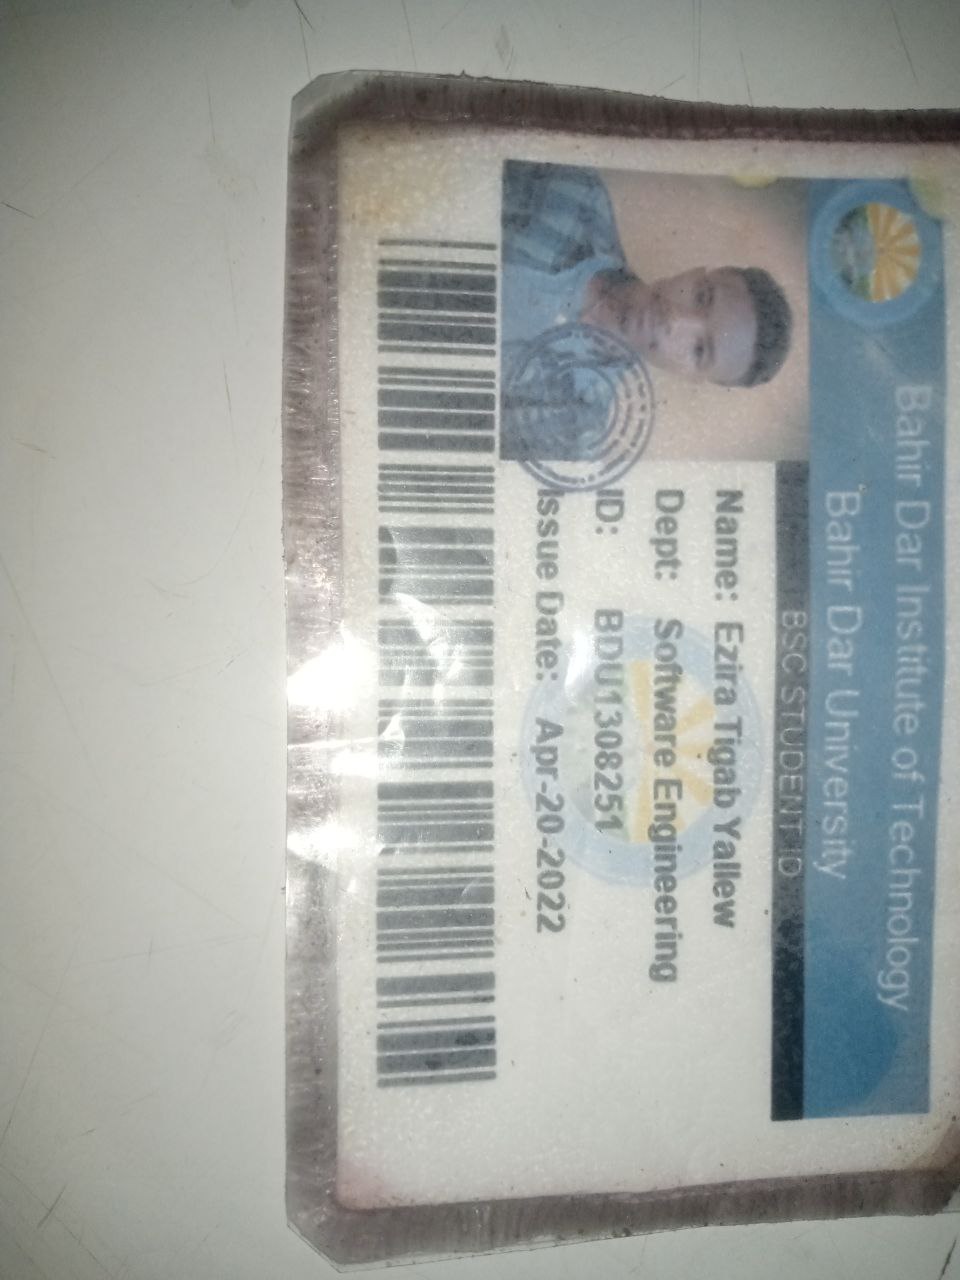 Bahir Dar Institute of Technology
Bahir Dar University
BSC STUDENT ID
Name: Ezira Tigab Yallew
Dept: Software Engineering
ID: BDU1308251
Issue Date: Apr-20-2022